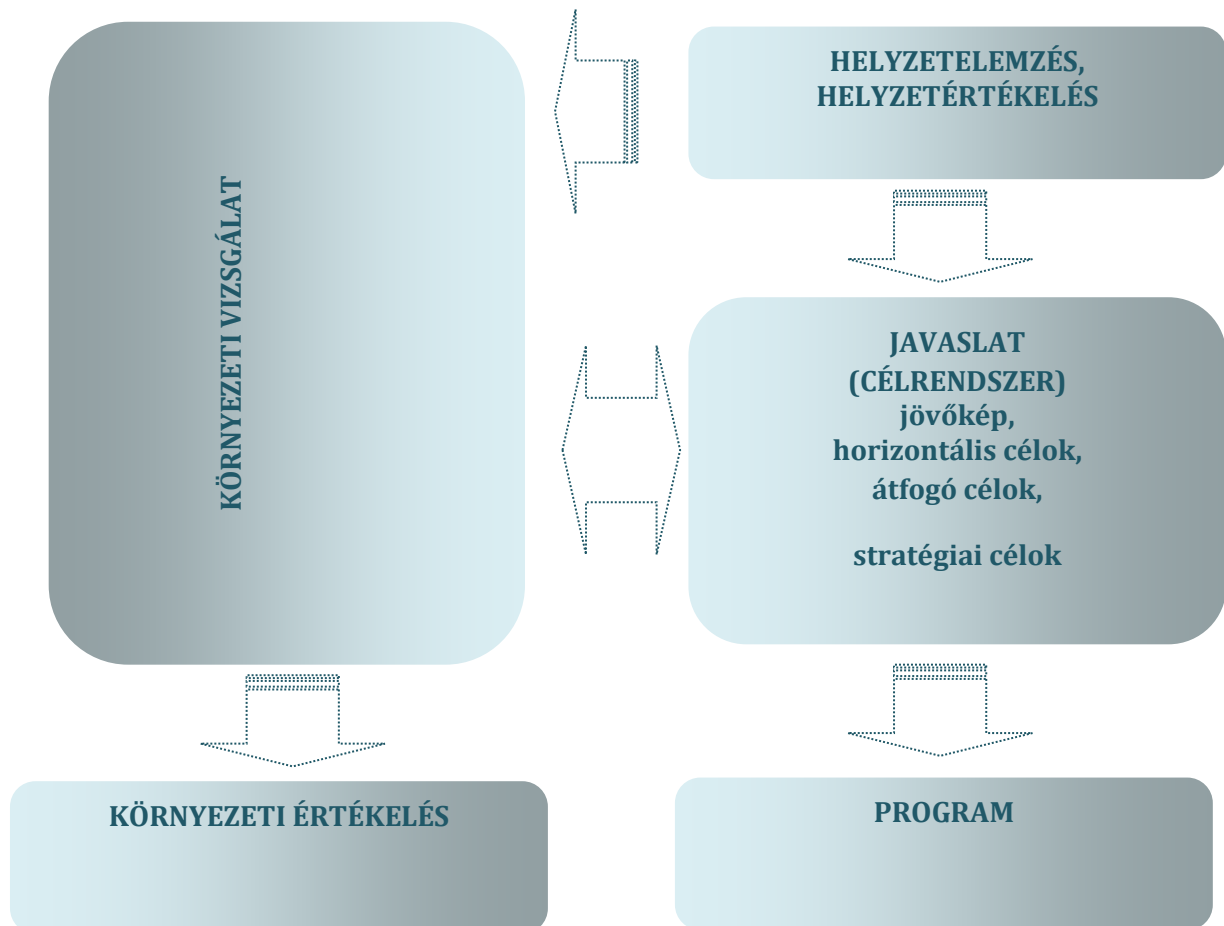 KÖRNYEZETI VIZSGÁLAT
HELYZETELEMZÉS,
HELYZETÉRTÉKELÉS
JAVASLAT
(CÉLRENDSZER)
jövőkép,
horizontális célok,
átfogó célok,
stratégiai célok
KÖRNYEZETI ÉRTÉKELÉS
PROGRAM